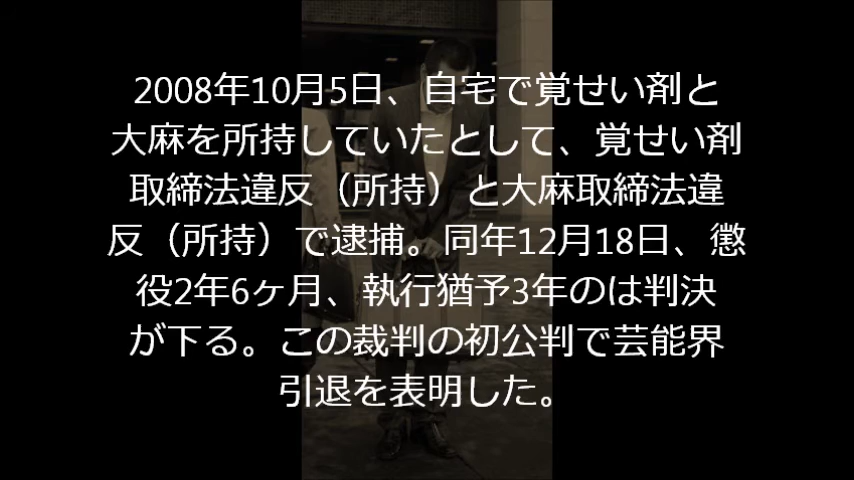 2008年10月5日、自宅で覚せい剤と
大麻を所持していたとして、覚せい剤
取締法違反（所持）と大麻取締法違
反（所持）で逮捕。同年12月18日、懲
役2年6ヶ月、執行猶予3年のは判決
が下る。この裁判の初公判で芸能界
引退を表明した。